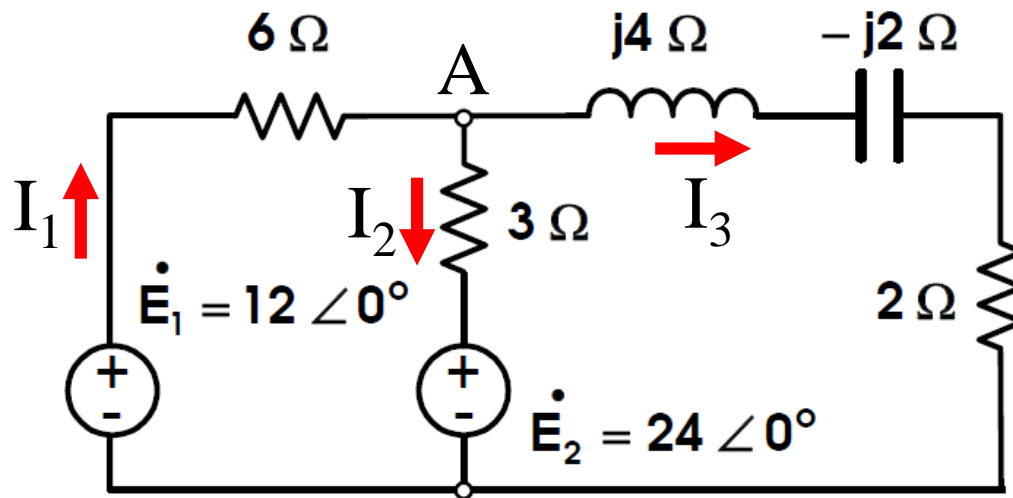 6 Ω
j4 Ω
– j2 Ω
A
I₁
I₂
3 Ω
I₃
Ė₁ = 12 ∠0°
2 Ω
+
-
+
-
Ė₂ = 24 ∠0°